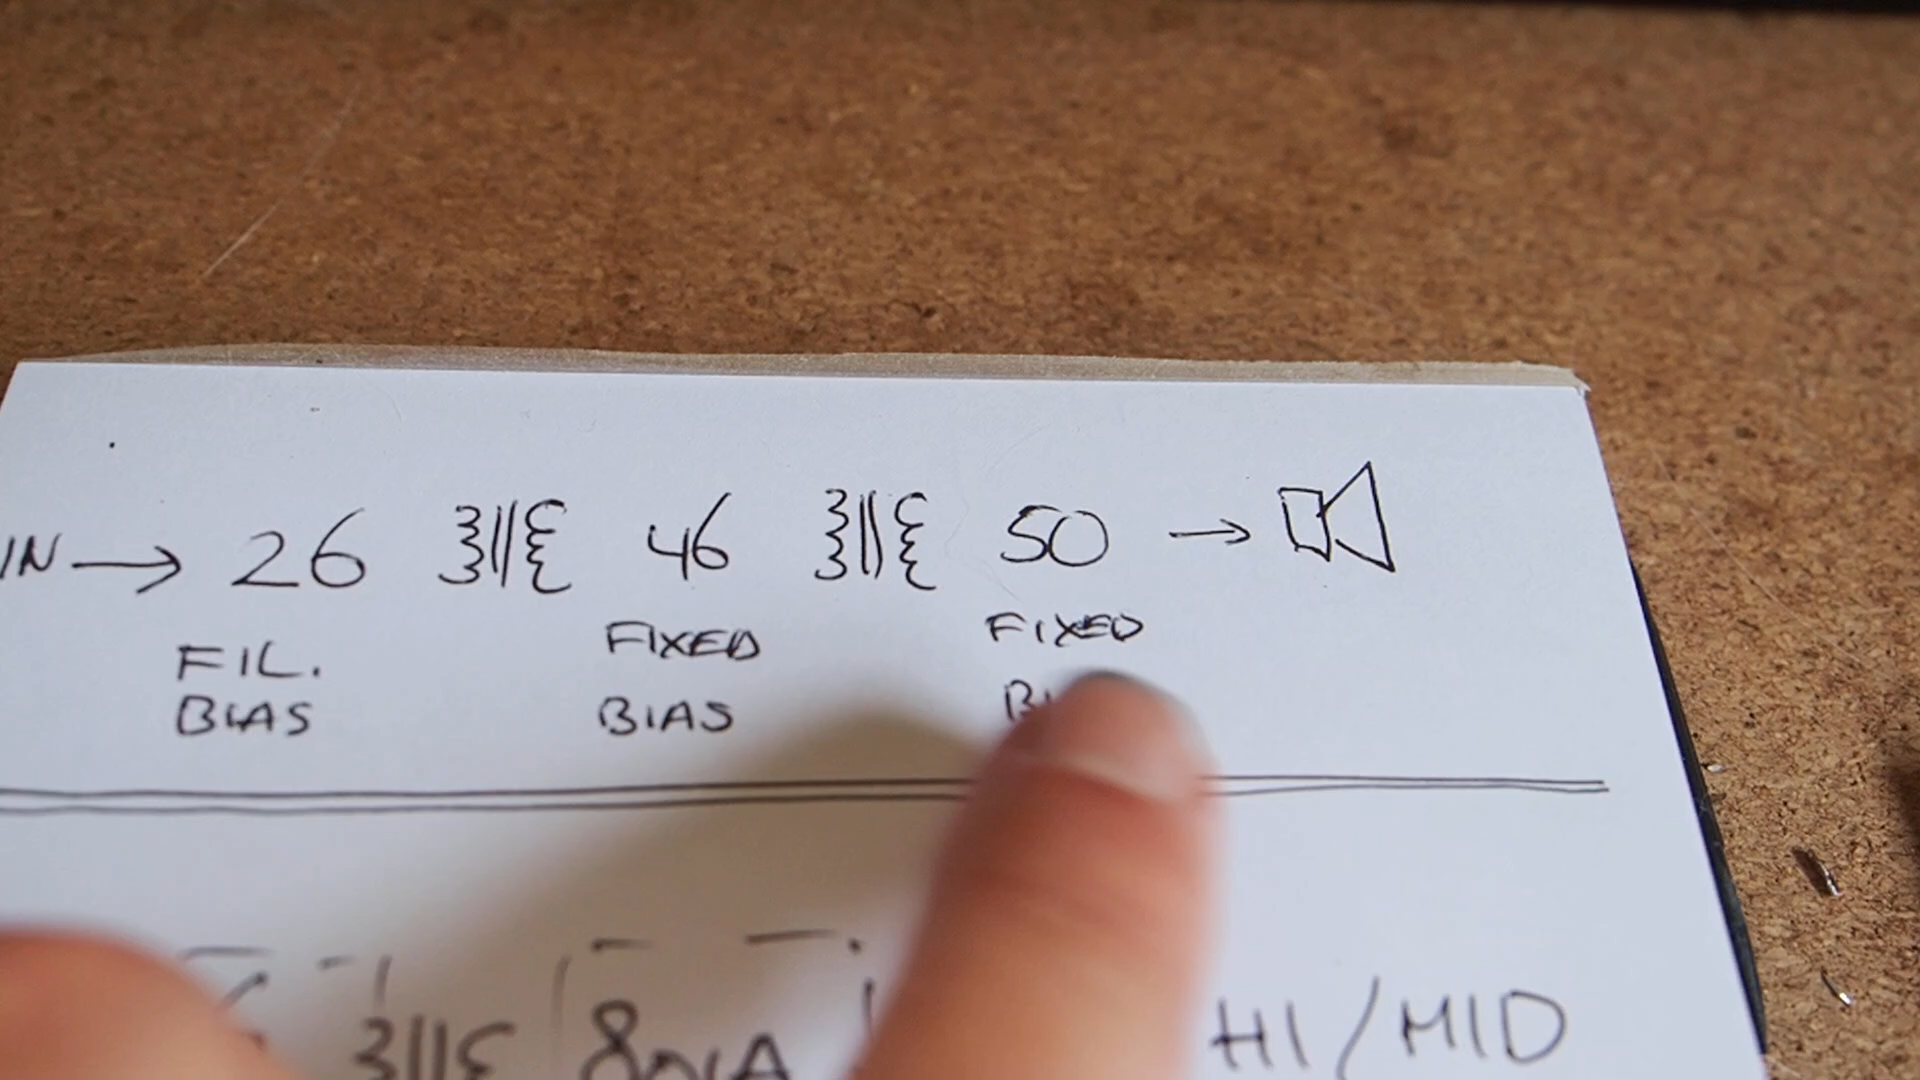 IN → 26 46 50 →
FIL. FIXED FIXED
BIAS BIAS
HI/MID